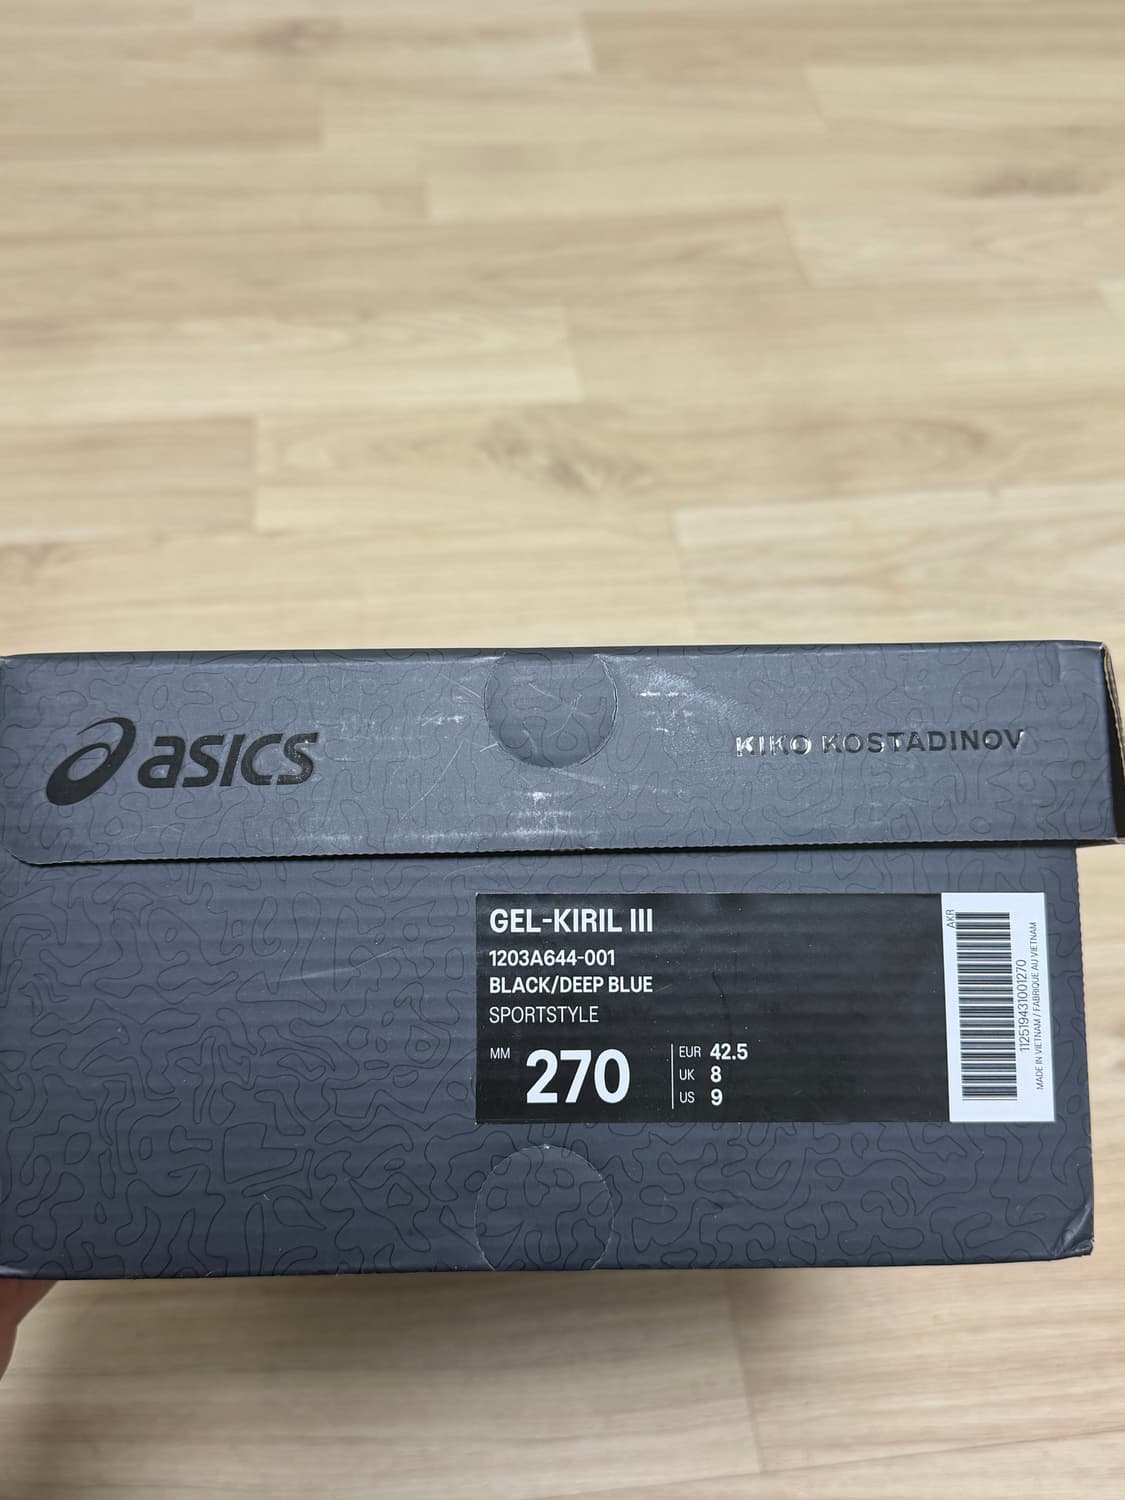 asics
KIKO KOSTADINOV
GEL-KIRIL III
1203A644-001
BLACK/DEEP BLUE
SPORTSTYLE
MM 270
EUR 42.5
UK 8
US 9
AKR
112519431001270
MADE IN VIETNAM / FABRIQUE AU VIETNAM